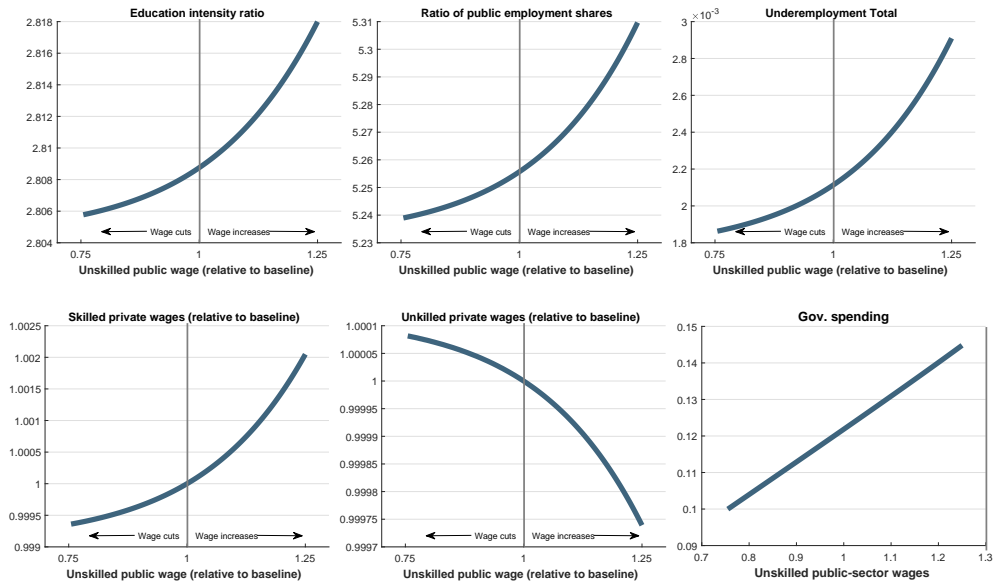 Education intensity ratio
2.818
2.816
2.814
2.812
2.81
2.808
2.806
2.804
Wage cuts Wage increases
0.75 1 1.25
Unskilled public wage (relative to baseline)
Ratio of public employment shares
5.31
5.3
5.29
5.28
5.27
5.26
5.25
5.24
5.23
Wage cuts Wage increases
0.75 1 1.25
Unskilled public wage (relative to baseline)
Underemployment Total
×10⁻³
3
2.8
2.6
2.4
2.2
2
1.8
Wage cuts Wage increases
0.75 1 1.25
Unskilled public wage (relative to baseline)
Skilled private wages (relative to baseline)
1.0025
1.002
1.0015
1.001
1.0005
1
0.9995
0.999
Wage cuts Wage increases
0.75 1 1.25
Unskilled public wage (relative to baseline)
Unkilled private wages (relative to baseline)
1.0001
1.00005
1
0.99995
0.9999
0.99985
0.9998
0.99975
0.9997
Wage cuts Wage increases
0.75 1 1.25
Unskilled public wage (relative to baseline)
Gov. spending
0.15
0.14
0.13
0.12
0.11
0.1
0.09
0.7 0.8 0.9 1 1.1 1.2 1.3
Unskilled public-sector wages